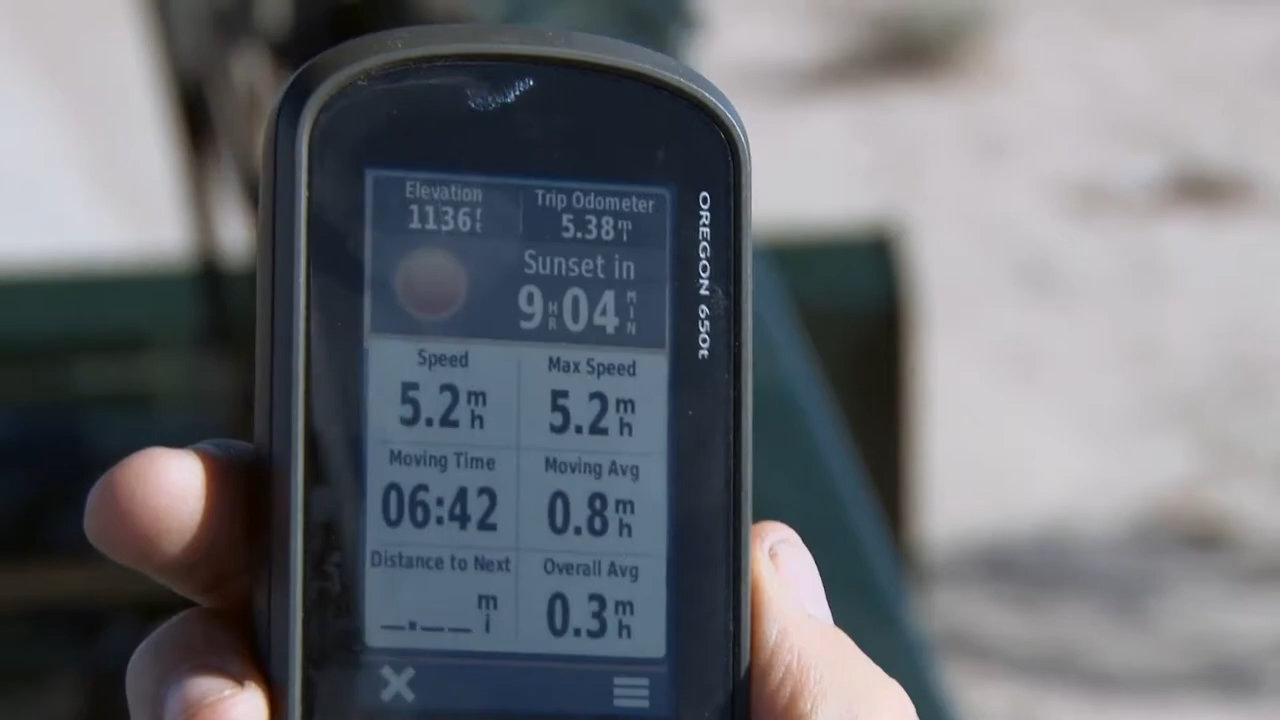 Elevation
1136 ft
Trip Odometer
5.38 mi
Sunset in
9 HR 04 MIN
Speed
5.2 mh
Max Speed
5.2 mh
Moving Time
06:42
Moving Avg
0.8 mh
Distance to Next
_._ _ mi
Overall Avg
0.3 mh
OREGON 650t